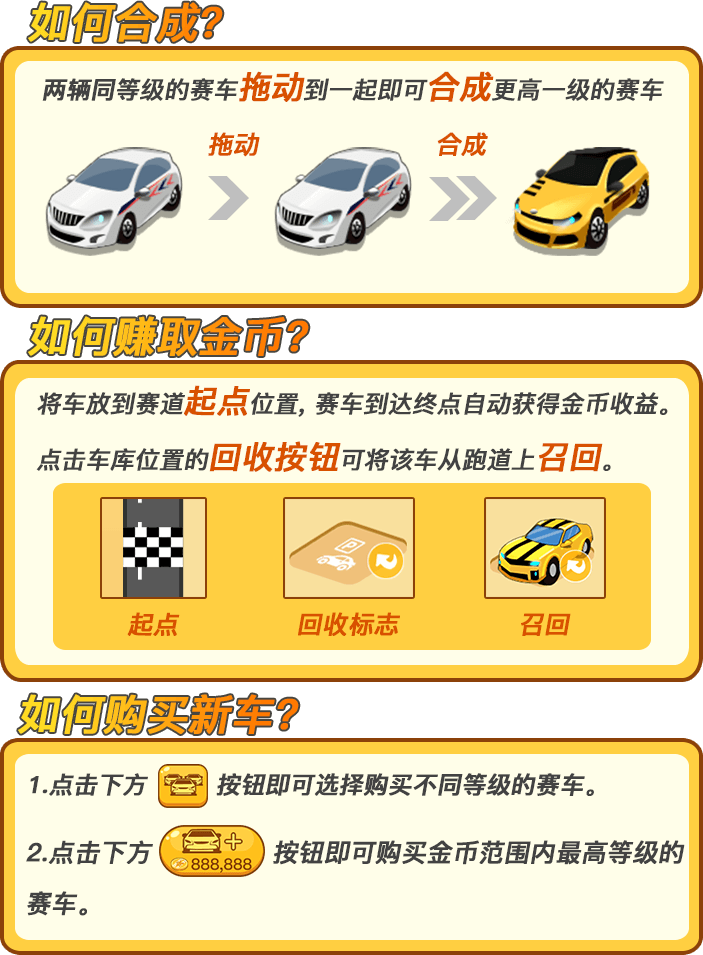 如何合成?
两辆同等级的赛车拖动到一起即可合成更高一级的赛车
拖动
合成
如何赚取金币?
将车放到赛道起点位置, 赛车到达终点自动获得金币收益。
点击车库位置的回收按钮可将该车从跑道上召回。
P
起点
回收标志
召回
如何购买新车?
1.点击下方 按钮即可选择购买不同等级的赛车。
2.点击下方 + 888,888 按钮即可购买金币范围内最高等级的
赛车。